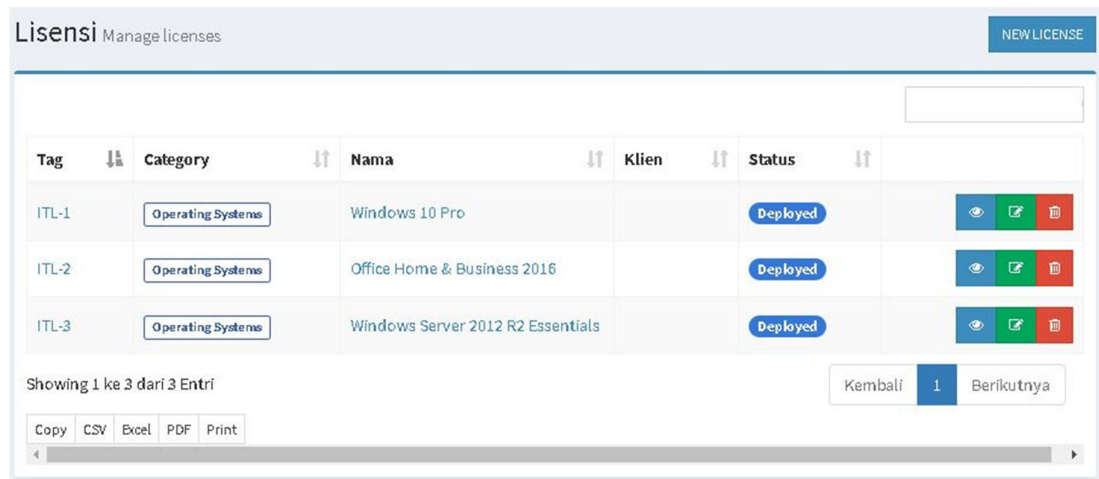 Lisensi Manage licenses
NEW LICENSE
Tag Category Nama Klien Status
ITL-1 Operating Systems Windows 10 Pro Deployed
ITL-2 Operating Systems Office Home & Business 2016 Deployed
ITL-3 Operating Systems Windows Server 2012 R2 Essentials Deployed
Showing 1 ke 3 dari 3 Entri
Kembali 1 Berikutnya
Copy CSV Excel PDF Print